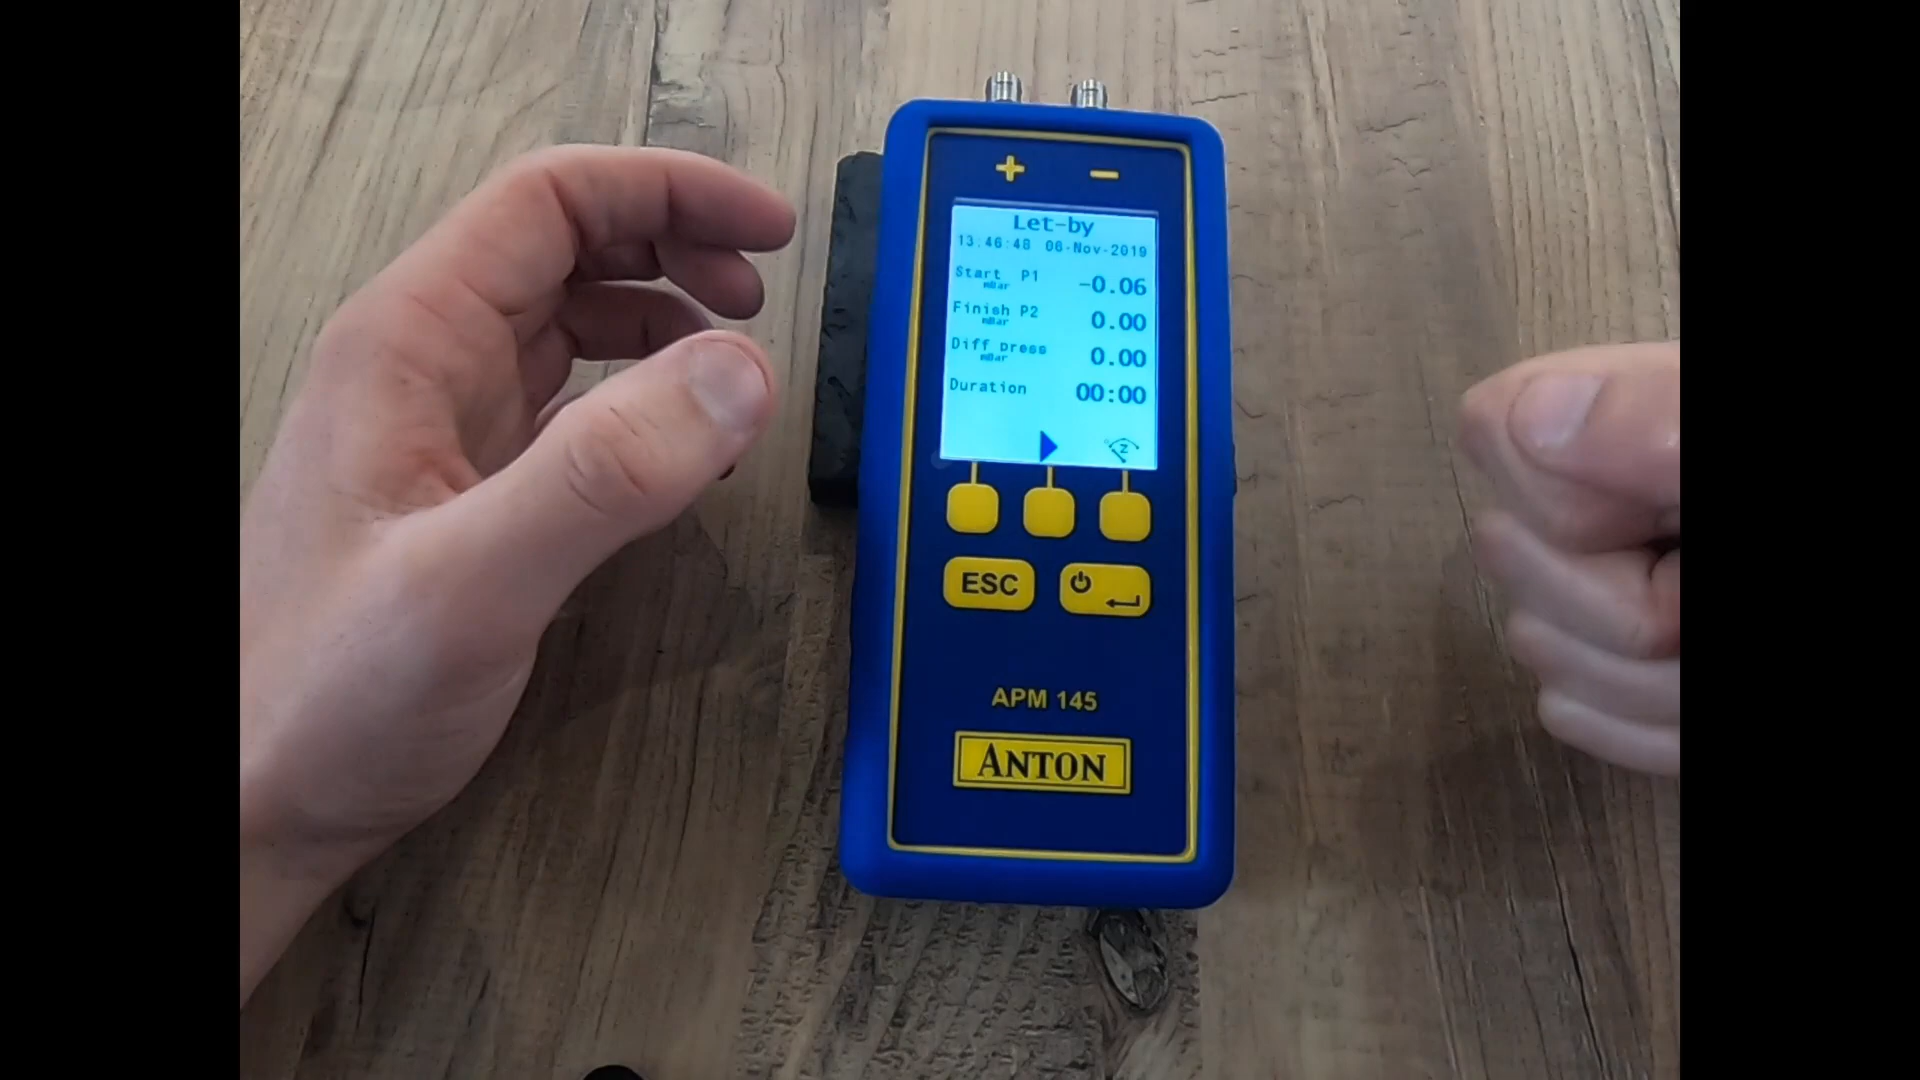 + −
Let-by
13.46:48 06-Nov-2019
Start P1 -0.06
mBar
Finish P2 0.00
mBar
Diff press 0.00
mBar
Duration 00:00
Z
ESC
APM 145
ANTON